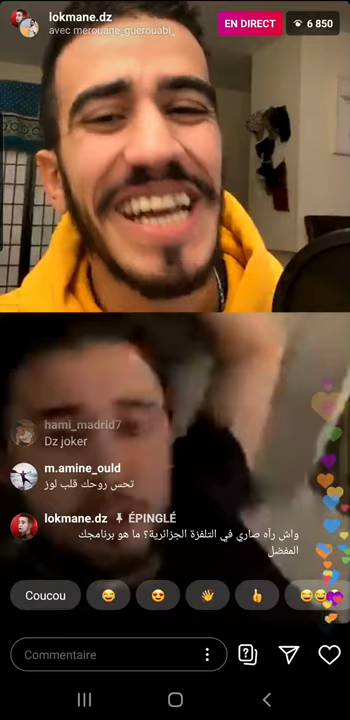 lokmane.dz
avec merouane_guerouabi_
EN DIRECT
6 850
hami_madrid7
Dz joker
m.amine_ould
تحس روحك قلب لوز
lokmane.dz ÉPINGLÉ
واش رآه صاري في التلفزة الجزائرية؟ ما هو برنامجك
المفضل
Coucou
Commentaire